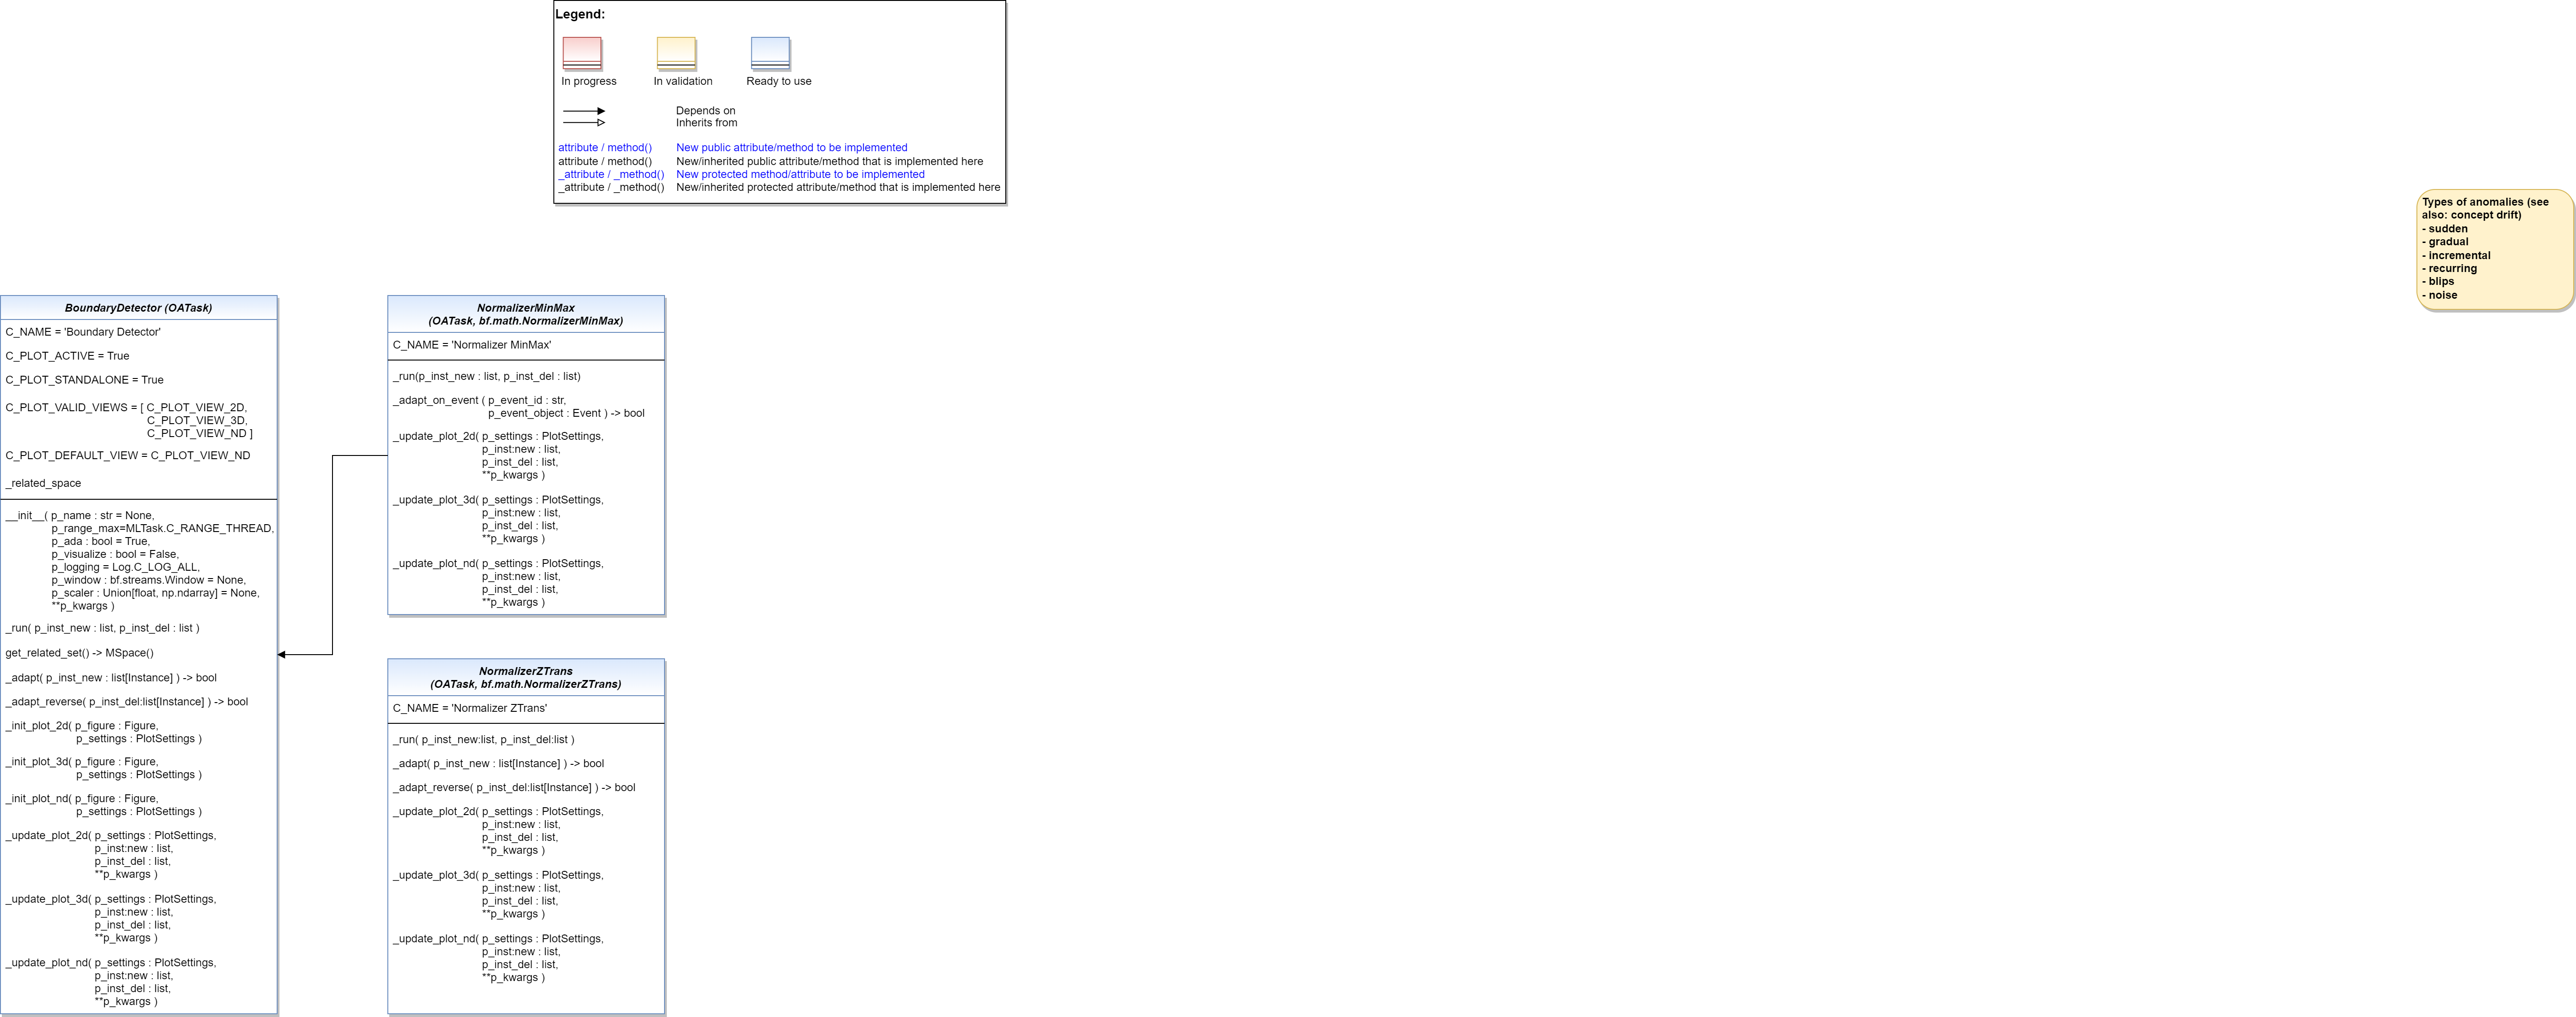 Legend:
In progress
In validation
Ready to use
Depends on
Inherits from
attribute / method() New public attribute/method to be implemented
attribute / method() New/inherited public attribute/method that is implemented here
_attribute / _method() New protected method/attribute to be implemented
_attribute / _method() New/inherited protected attribute/method that is implemented here
Types of anomalies (see
also: concept drift)
- sudden
- gradual
- incremental
- recurring
- blips
- noise
BoundaryDetector (OATask)
C_NAME = 'Boundary Detector'
C_PLOT_ACTIVE = True
C_PLOT_STANDALONE = True
C_PLOT_VALID_VIEWS = [ C_PLOT_VIEW_2D,
C_PLOT_VIEW_3D,
C_PLOT_VIEW_ND ]
C_PLOT_DEFAULT_VIEW = C_PLOT_VIEW_ND
_related_space
__init__( p_name : str = None,
p_range_max=MLTask.C_RANGE_THREAD,
p_ada : bool = True,
p_visualize : bool = False,
p_logging = Log.C_LOG_ALL,
p_window : bf.streams.Window = None,
p_scaler : Union[float, np.ndarray] = None,
**p_kwargs )
_run( p_inst_new : list, p_inst_del : list )
get_related_set() -> MSpace()
_adapt( p_inst_new : list[Instance] ) -> bool
_adapt_reverse( p_inst_del:list[Instance] ) -> bool
_init_plot_2d( p_figure : Figure,
p_settings : PlotSettings )
_init_plot_3d( p_figure : Figure,
p_settings : PlotSettings )
_init_plot_nd( p_figure : Figure,
p_settings : PlotSettings )
_update_plot_2d( p_settings : PlotSettings,
p_inst:new : list,
p_inst_del : list,
**p_kwargs )
_update_plot_3d( p_settings : PlotSettings,
p_inst:new : list,
p_inst_del : list,
**p_kwargs )
_update_plot_nd( p_settings : PlotSettings,
p_inst:new : list,
p_inst_del : list,
**p_kwargs )
NormalizerMinMax
(OATask, bf.math.NormalizerMinMax)
C_NAME = 'Normalizer MinMax'
_run(p_inst_new : list, p_inst_del : list)
_adapt_on_event ( p_event_id : str,
p_event_object : Event ) -> bool
_update_plot_2d( p_settings : PlotSettings,
p_inst:new : list,
p_inst_del : list,
**p_kwargs )
_update_plot_3d( p_settings : PlotSettings,
p_inst:new : list,
p_inst_del : list,
**p_kwargs )
_update_plot_nd( p_settings : PlotSettings,
p_inst:new : list,
p_inst_del : list,
**p_kwargs )
NormalizerZTrans
(OATask, bf.math.NormalizerZTrans)
C_NAME = 'Normalizer ZTrans'
_run( p_inst_new:list, p_inst_del:list )
_adapt( p_inst_new : list[Instance] ) -> bool
_adapt_reverse( p_inst_del:list[Instance] ) -> bool
_update_plot_2d( p_settings : PlotSettings,
p_inst:new : list,
p_inst_del : list,
**p_kwargs )
_update_plot_3d( p_settings : PlotSettings,
p_inst:new : list,
p_inst_del : list,
**p_kwargs )
_update_plot_nd( p_settings : PlotSettings,
p_inst:new : list,
p_inst_del : list,
**p_kwargs )